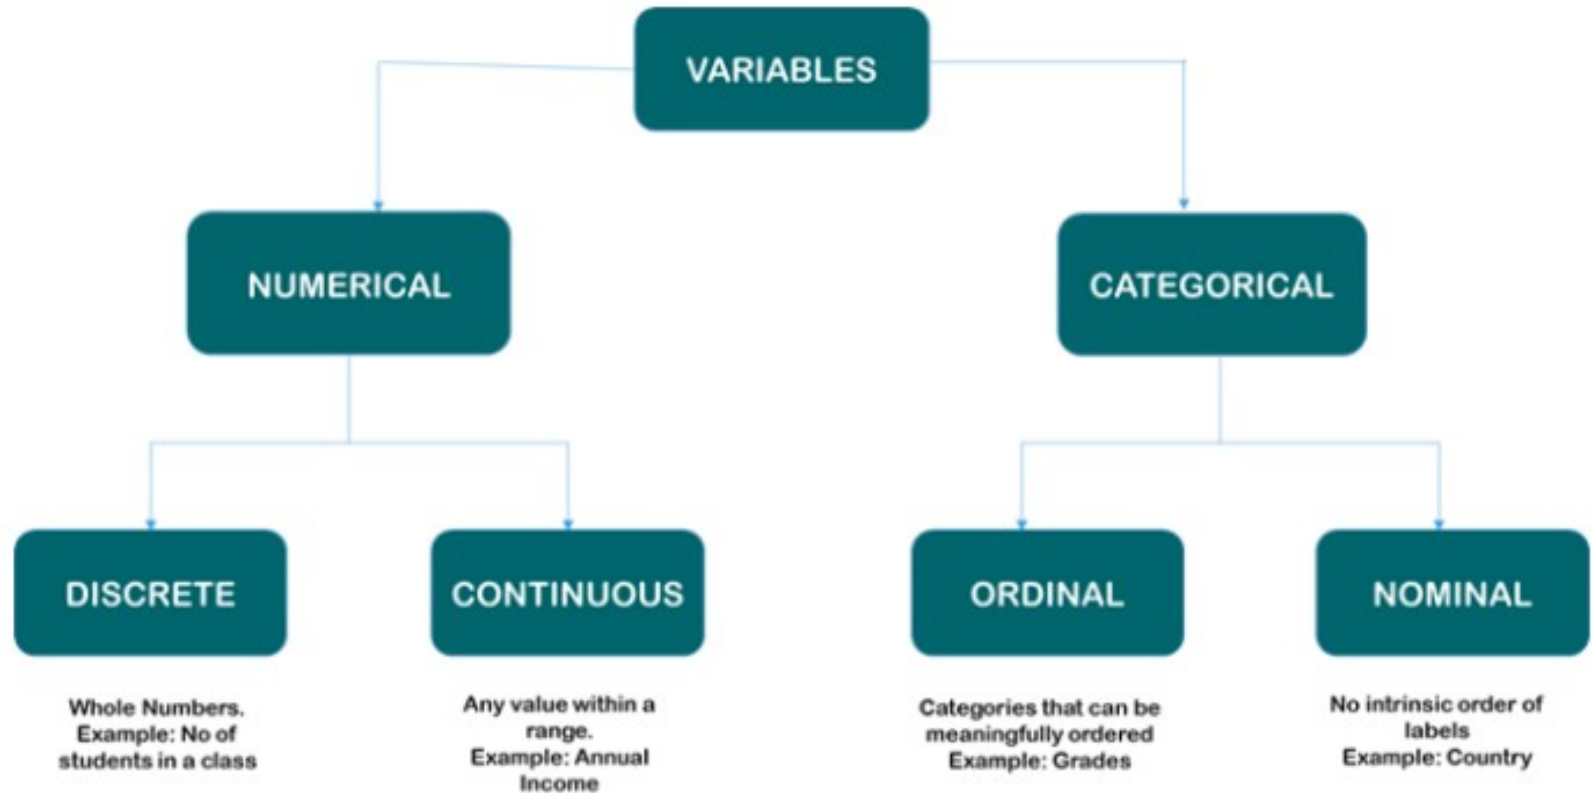 VARIABLES
NUMERICAL
CATEGORICAL
DISCRETE
CONTINUOUS
ORDINAL
NOMINAL
Whole Numbers.
Example: No of
students in a class
Any value within a
range.
Example: Annual
Income
Categories that can be
meaningfully ordered
Example: Grades
No intrinsic order of
labels
Example: Country